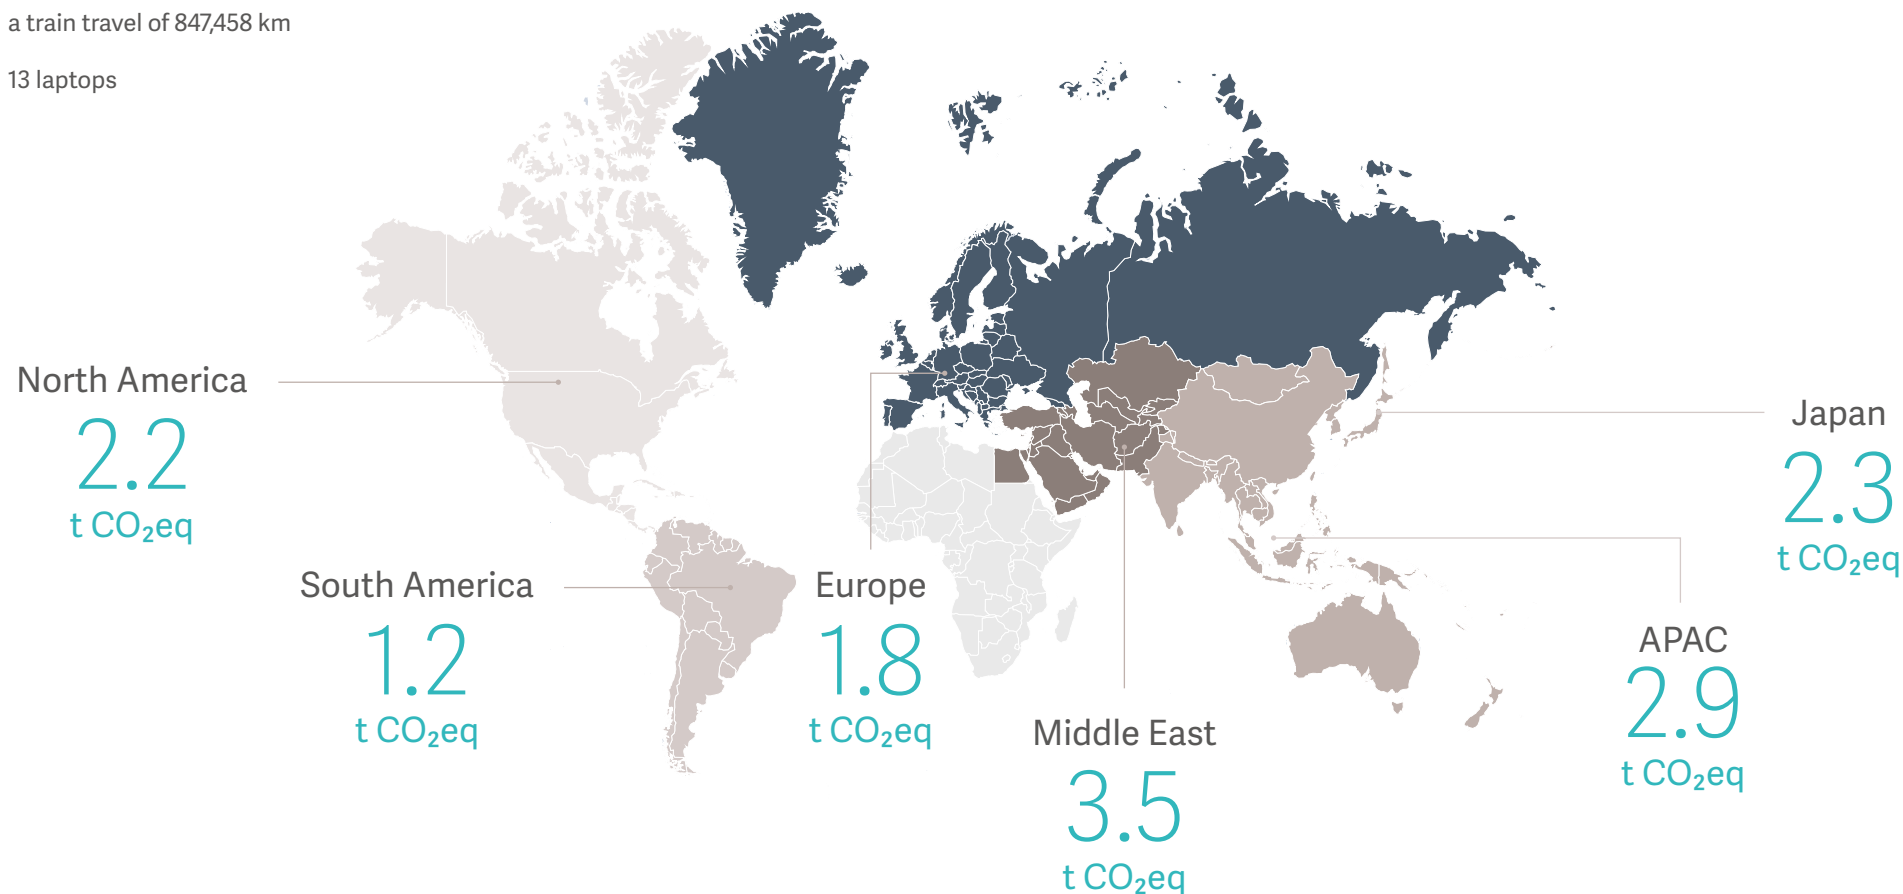 a train travel of 847,458 km
13 laptops
North America
2.2
t CO₂eq
South America
1.2
t CO₂eq
Europe
1.8
t CO₂eq
Middle East
3.5
t CO₂eq
Japan
2.3
t CO₂eq
APAC
2.9
t CO₂eq